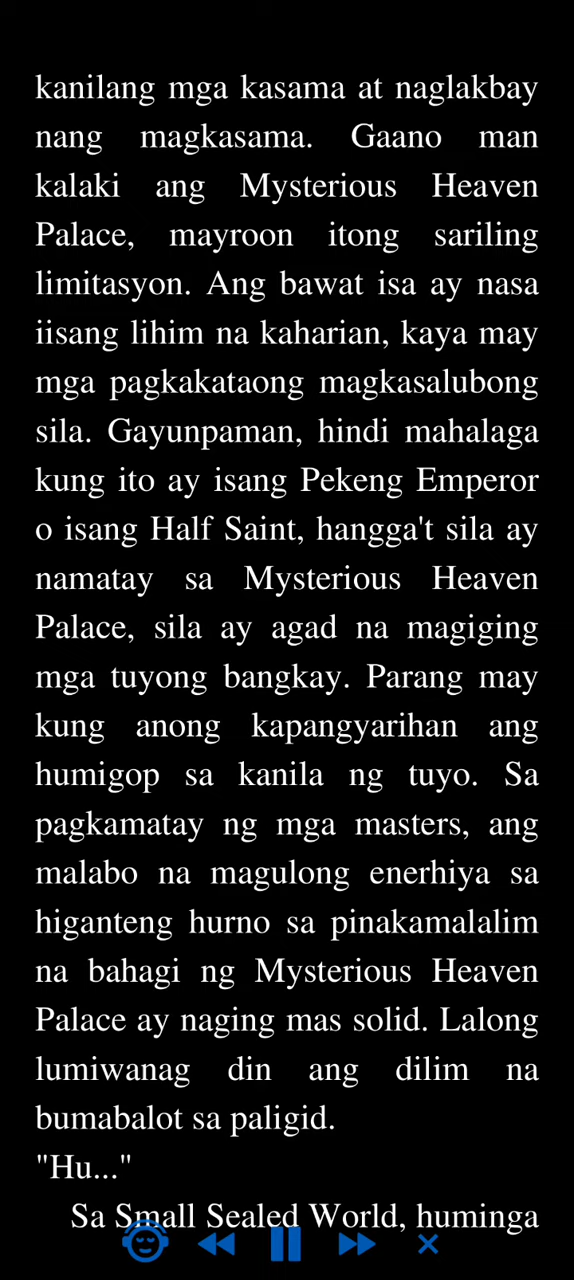 kanilang mga kasama at naglakbay
nang magkasama. Gaano man
kalaki ang Mysterious Heaven
Palace, mayroon itong sariling
limitasyon. Ang bawat isa ay nasa
iisang lihim na kaharian, kaya may
mga pagkakataong magkasalubong
sila. Gayunpaman, hindi mahalaga
kung ito ay isang Pekeng Emperor
o isang Half Saint, hangga't sila ay
namatay sa Mysterious Heaven
Palace, sila ay agad na magiging
mga tuyong bangkay. Parang may
kung anong kapangyarihan ang
humigop sa kanila ng tuyo. Sa
pagkamatay ng mga masters, ang
malabo na magulong enerhiya sa
higanteng hurno sa pinakamalalim
na bahagi ng Mysterious Heaven
Palace ay naging mas solid. Lalong
lumiwanag din ang dilim na
bumabalot sa paligid.
"Hu..."
Sa Small Sealed World, huminga